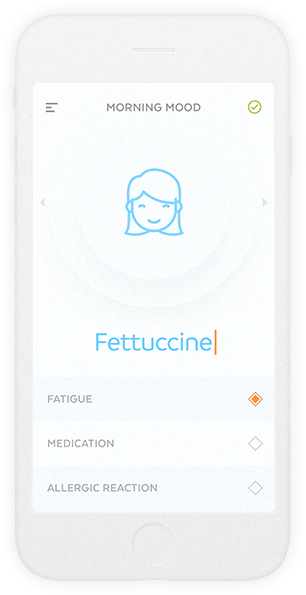 MORNING MOOD
Fettuccine
FATIGUE
MEDICATION
ALLERGIC REACTION